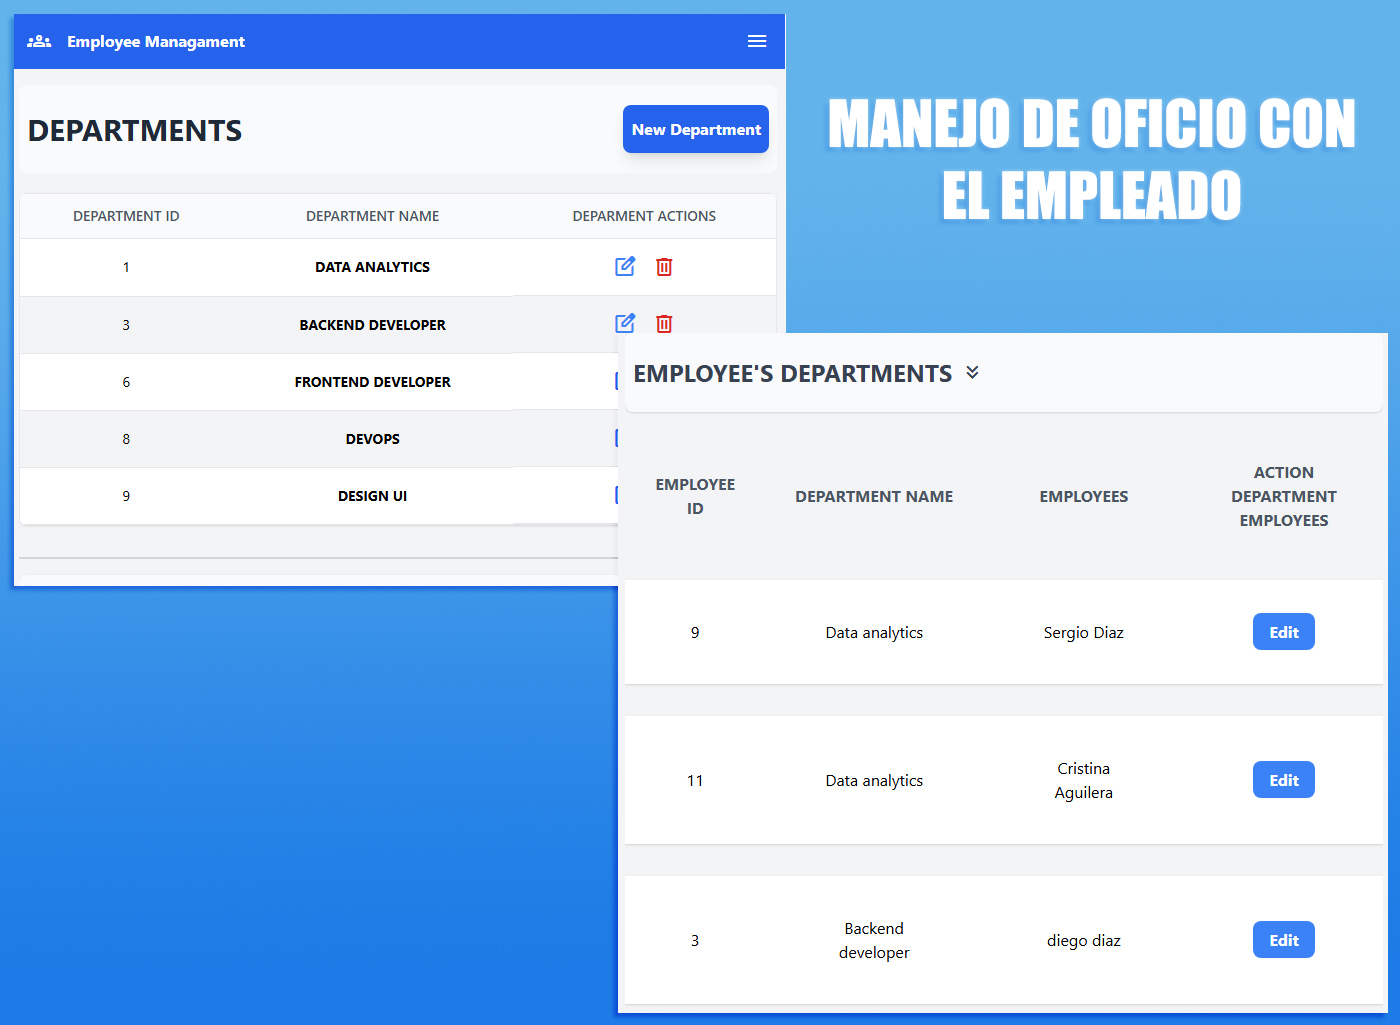 Employee Managament
DEPARTMENTS
New Department
DEPARTMENT ID DEPARTMENT NAME DEPARMENT ACTIONS
1 DATA ANALYTICS
3 BACKEND DEVELOPER
6 FRONTEND DEVELOPER
8 DEVOPS
9 DESIGN UI
MANEJO DE OFICIO CON
EL EMPLEADO
EMPLOYEE'S DEPARTMENTS
EMPLOYEE
ID
DEPARTMENT NAME
EMPLOYEES
ACTION
DEPARTMENT
EMPLOYEES
9 Data analytics Sergio Diaz Edit
11 Data analytics
Cristina
Aguilera
Edit
3
Backend
developer
diego diaz Edit